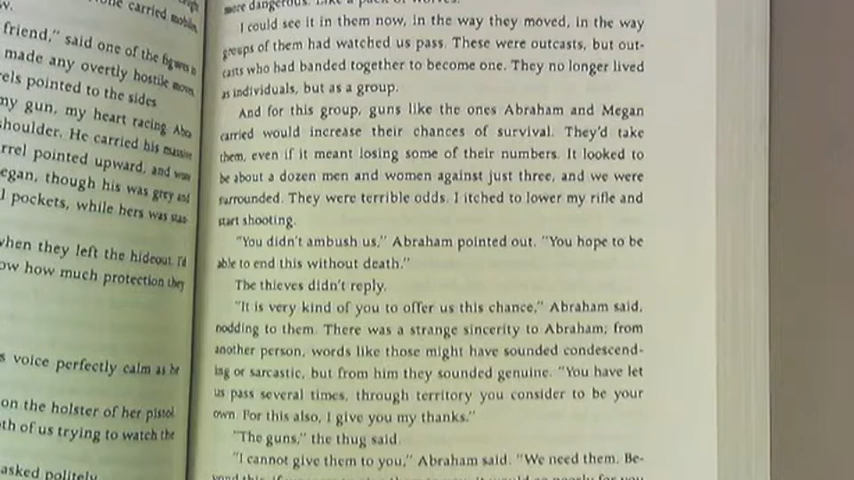 carried mobiles
friend," said one of the figures in
made any overtly hostile moves
rels pointed to the sides
my gun, my heart racing. Abra
shoulder. He carried his massive
rrel pointed upward, and wore
egan, though his was grey and
l pockets, while hers was stan-
when they left the hideout. I'd
ow how much protection they
s voice perfectly calm as he
on the holster of her pistol
th of us trying to watch the
asked politely
more dangerous. Like a pack of wolves.
I could see it in them now, in the way they moved, in the way
groups of them had watched us pass. These were outcasts, but out-
casts who had banded together to become one. They no longer lived
as individuals, but as a group.
And for this group, guns like the ones Abraham and Megan
carried would increase their chances of survival. They'd take
them, even if it meant losing some of their numbers. It looked to
be about a dozen men and women against just three, and we were
surrounded. They were terrible odds. I itched to lower my rifle and
start shooting.
"You didn't ambush us," Abraham pointed out. "You hope to be
able to end this without death."
The thieves didn't reply.
"It is very kind of you to offer us this chance," Abraham said,
nodding to them. There was a strange sincerity to Abraham; from
another person, words like those might have sounded condescend-
ing or sarcastic, but from him they sounded genuine. "You have let
us pass several times, through territory you consider to be your
own. For this also, I give you my thanks."
"The guns," the thug said.
"I cannot give them to you," Abraham said. "We need them. Be-